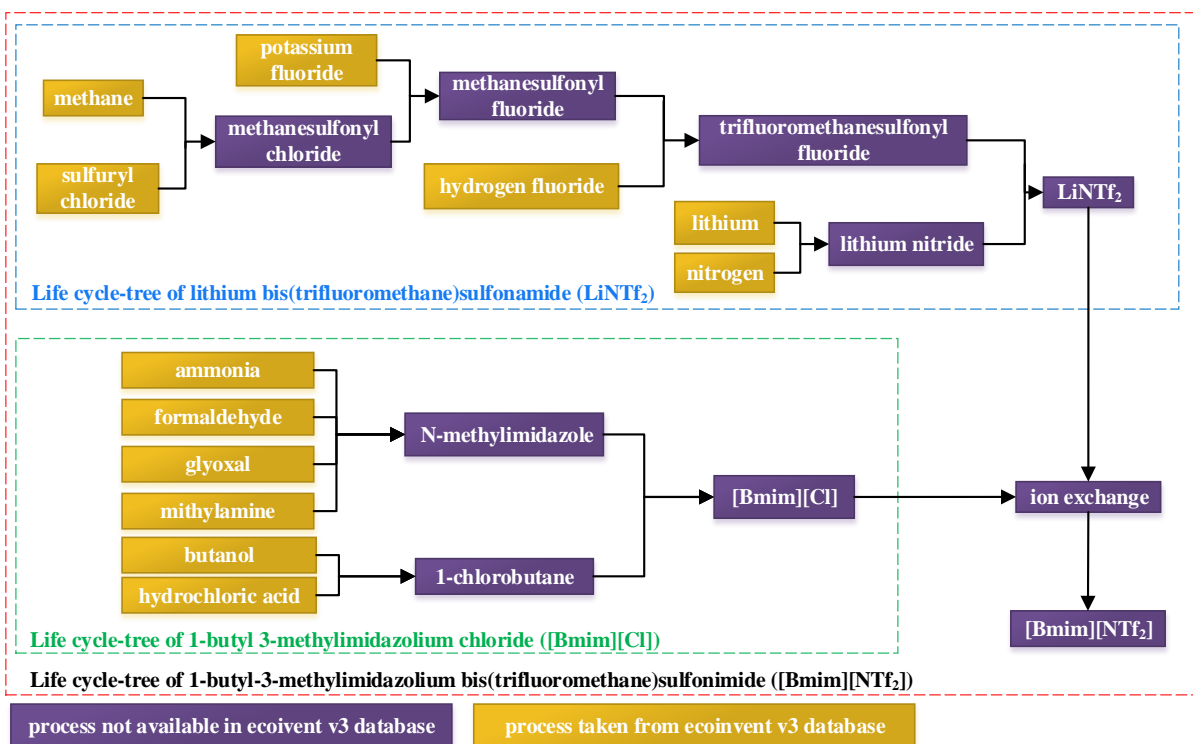 potassium
fluoride
methane
methanesulfonyl
fluoride
methanesulfonyl
chloride
trifluoromethanesulfonyl
fluoride
sulfuryl
chloride
hydrogen fluoride
LiNTf₂
lithium
lithium nitride
nitrogen
Life cycle-tree of lithium bis(trifluoromethane)sulfonamide (LiNTf₂)
ammonia
formaldehyde
N-methylimidazole
glyoxal
[Bmim][Cl]
ion exchange
mithylamine
butanol
1-chlorobutane
hydrochloric acid
[Bmim][NTf₂]
Life cycle-tree of 1-butyl 3-methylimidazolium chloride ([Bmim][Cl])
Life cycle-tree of 1-butyl-3-methylimidazolium bis(trifluoromethane)sulfonimide ([Bmim][NTf₂])
process not available in ecoivent v3 database
process taken from ecoinvent v3 database